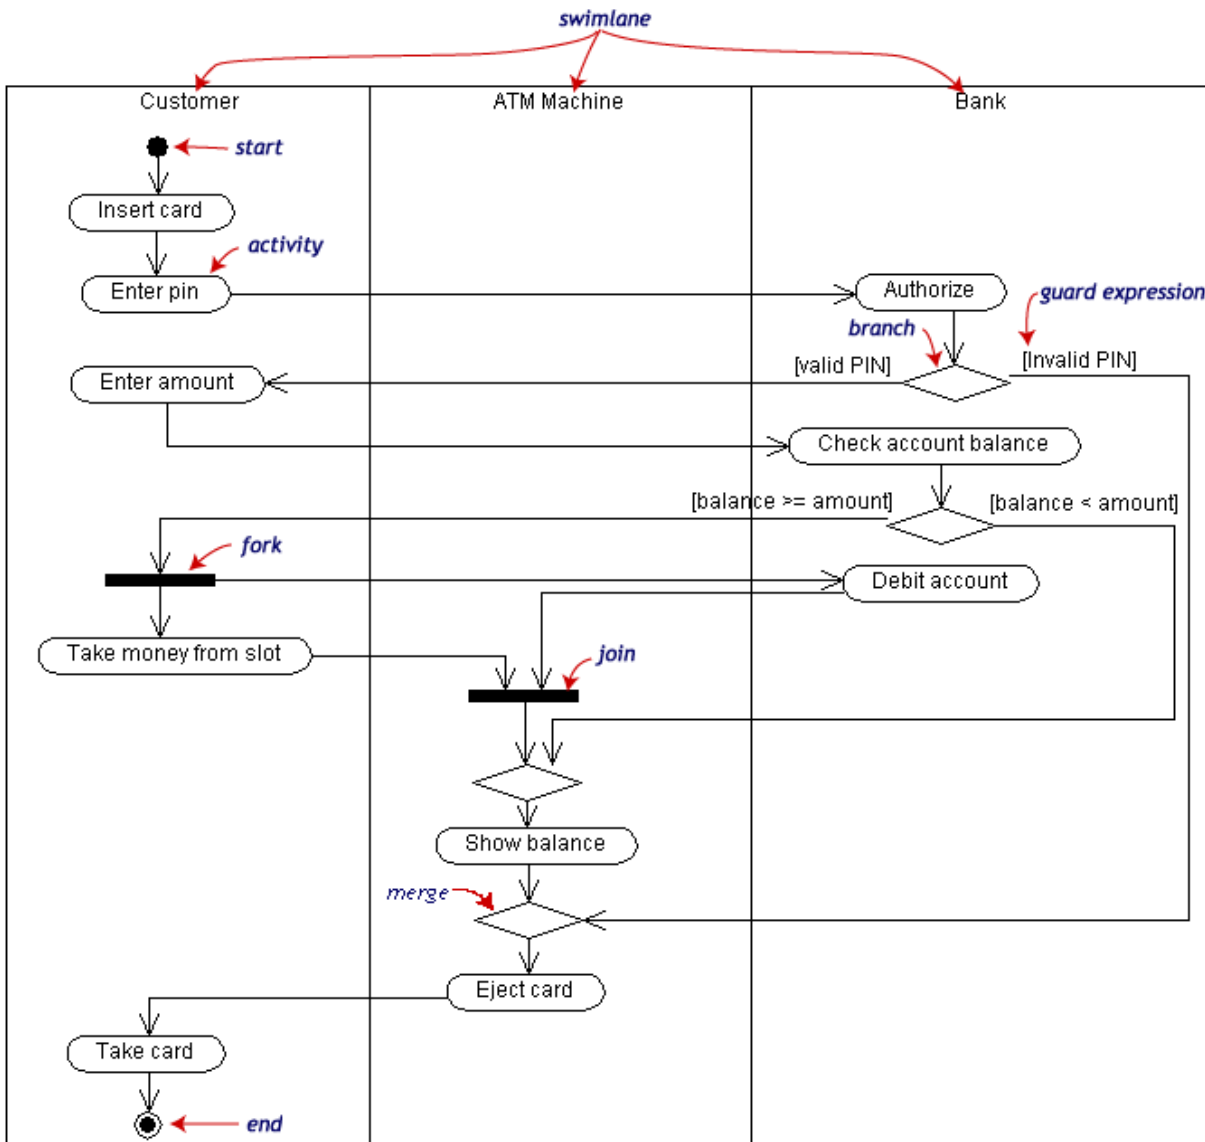 swimlane
Customer
ATM Machine
Bank
start
Insert card
activity
Enter pin
Authorize
guard expression
branch
[valid PIN]
[Invalid PIN]
Enter amount
Check account balance
[balance >= amount]
[balance < amount]
fork
Debit account
Take money from slot
join
Show balance
merge
Eject card
Take card
end